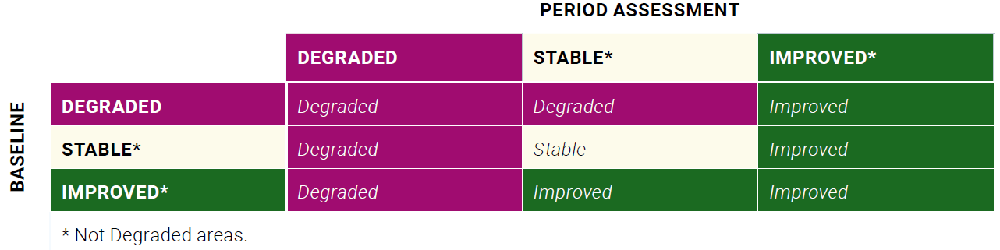 PERIOD ASSESSMENT
DEGRADED STABLE* IMPROVED*
BASELINE
DEGRADED Degraded Degraded Improved
STABLE* Degraded Stable Improved
IMPROVED* Degraded Improved Improved
* Not Degraded areas.